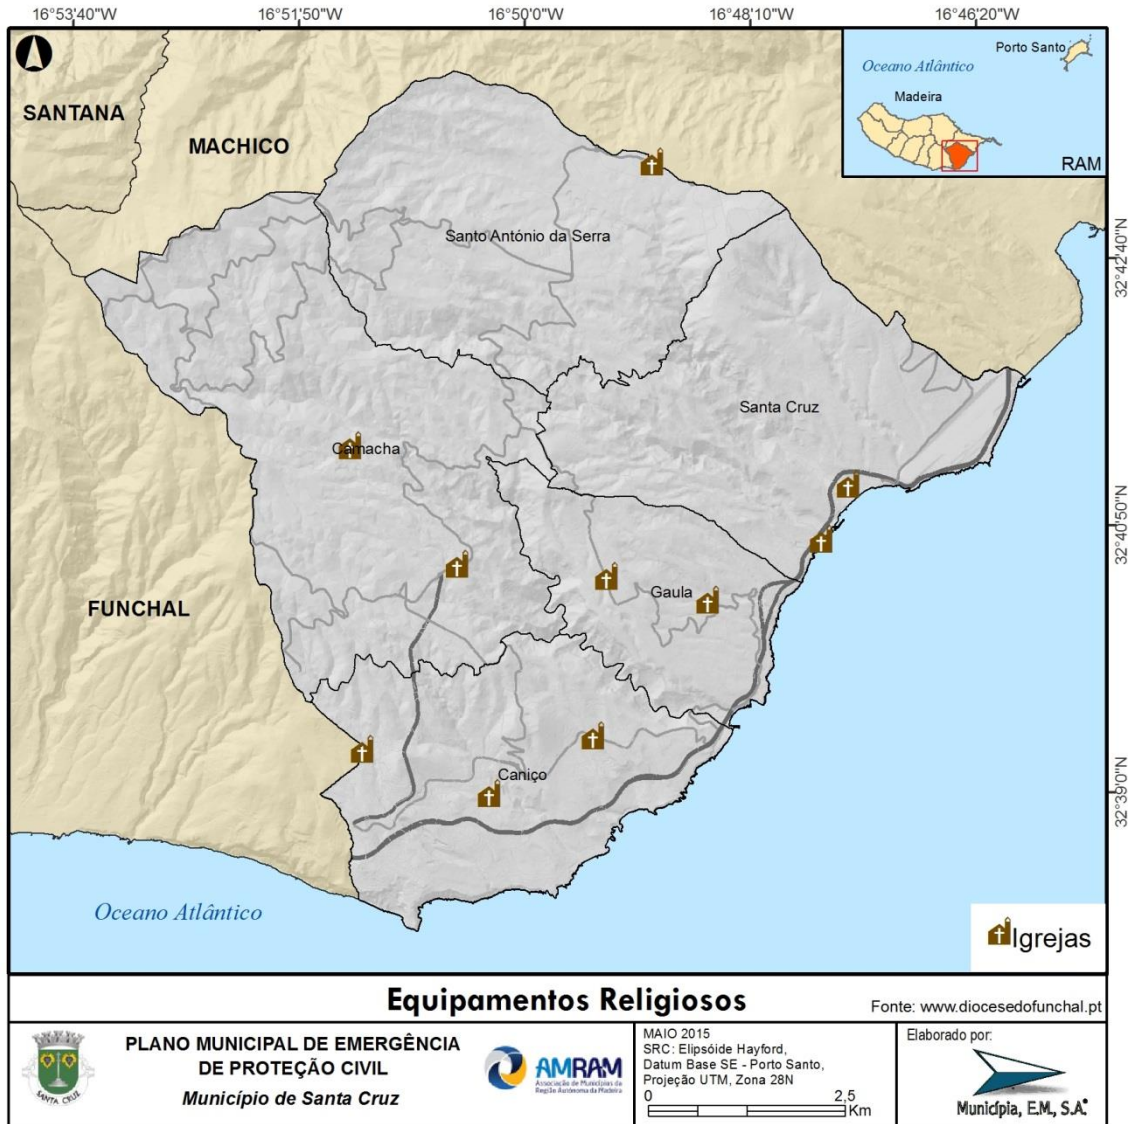 16°53'40"W
16°51'50"W
16°50'0"W
16°48'10"W
16°46'20"W
Porto Santo
Oceano Atlântico
Madeira
RAM
SANTANA
MACHICO
Santo António da Serra
32°42'40"N
Santa Cruz
Camacha
32°40'50"N
Gaula
FUNCHAL
Caniço
32°39'0"N
Oceano Atlântico
Igrejas
Equipamentos Religiosos
Fonte: www.diocesedofunchal.pt
PLANO MUNICIPAL DE EMERGÊNCIA
DE PROTEÇÃO CIVIL
Município de Santa Cruz
SANTA CRUZ
AMRAM
Associação de Municípios da
Região Autónoma da Madeira
MAIO 2015
SRC: Elipsóide Hayford,
Datum Base SE - Porto Santo,
Projeção UTM, Zona 28N
0 2,5
Km
Elaborado por:
Municípia, E.M., S.A.